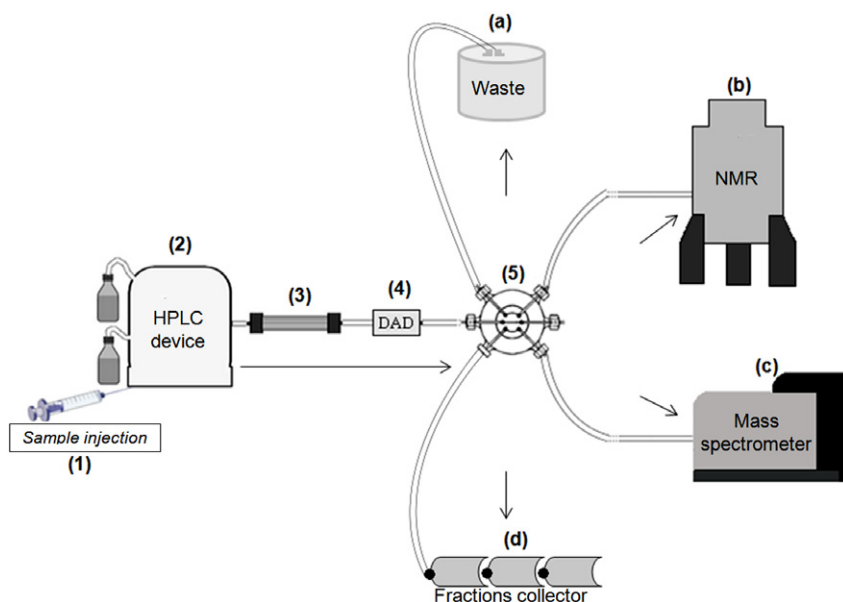 (a)
Waste
(b)
NMR
(2)
HPLC
device
(3)
(4)
DAD
(5)
Sample injection
(1)
(c)
Mass
spectrometer
(d)
Fractions collector